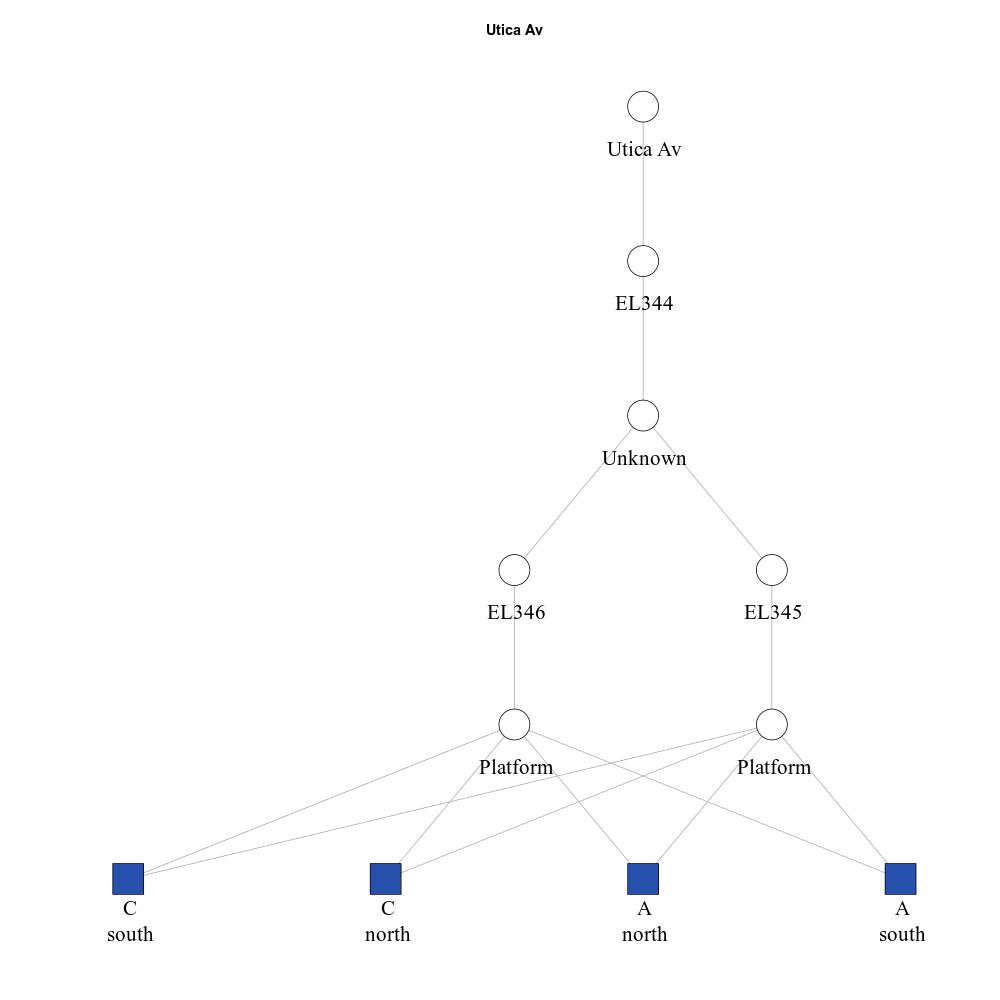 Utica Av
Utica Av
EL344
Unknown
EL346
EL345
Platform
Platform
C
south
C
north
A
north
A
south